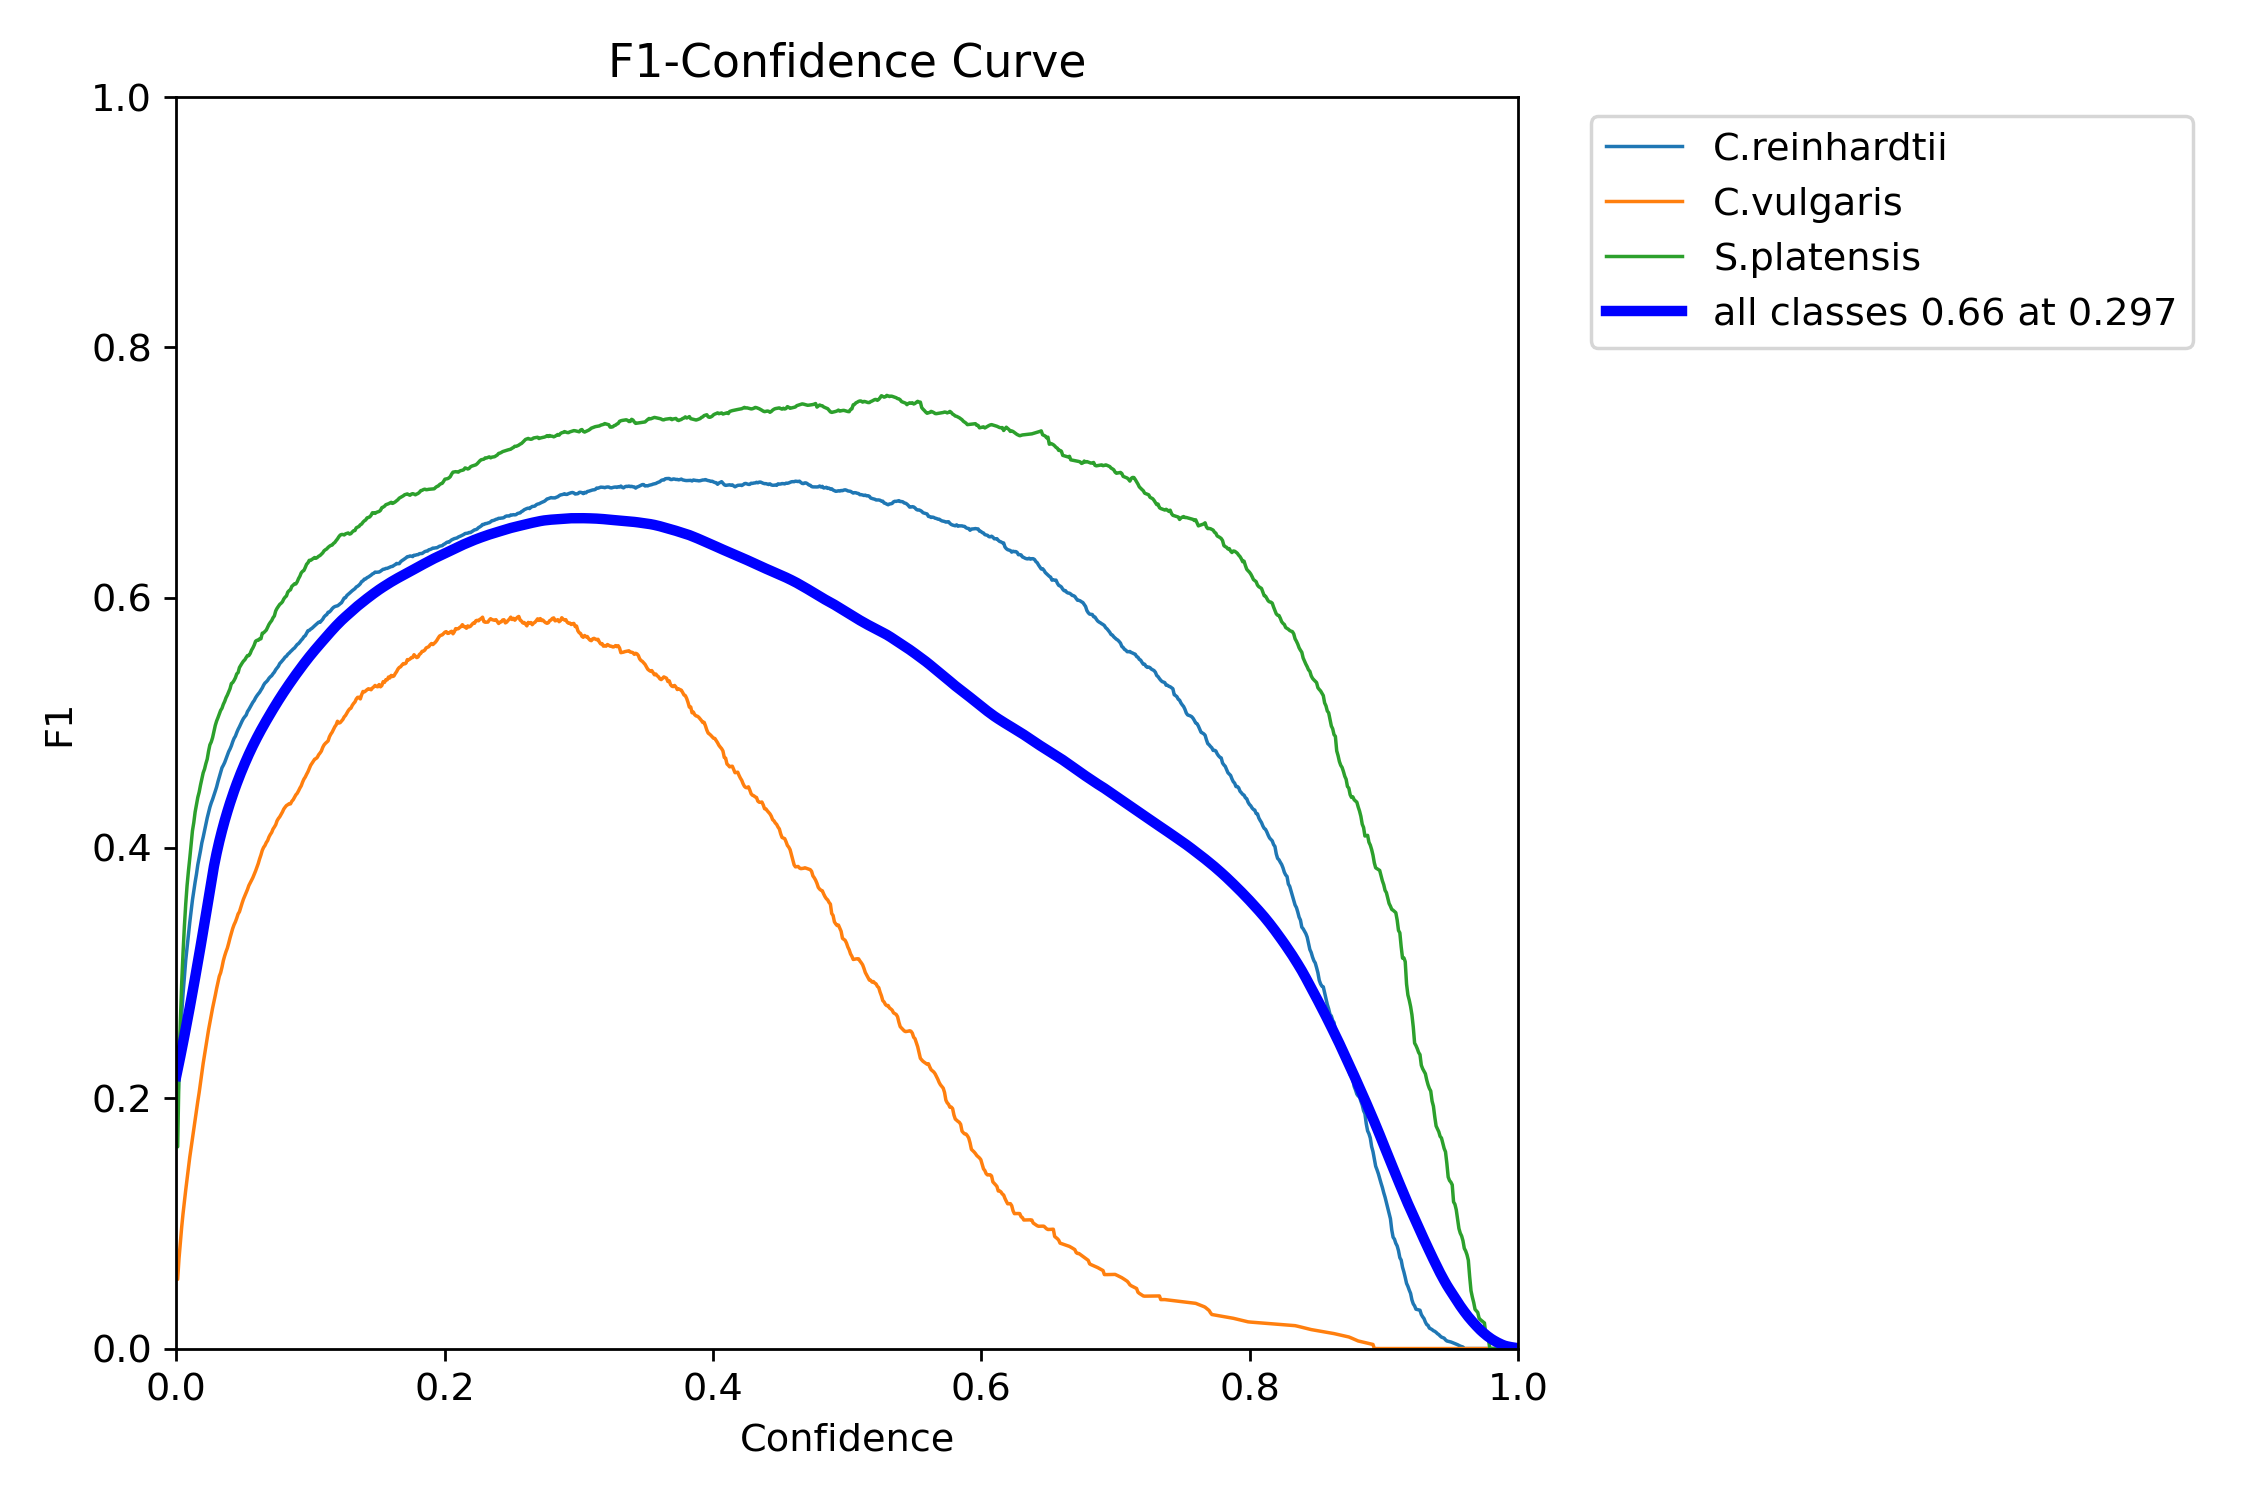 F1-Confidence Curve
1.0
0.8
0.6
0.4
0.2
0.0
F1
0.0 0.2 0.4 0.6 0.8 1.0
Confidence
C.reinhardtii
C.vulgaris
S.platensis
all classes 0.66 at 0.297